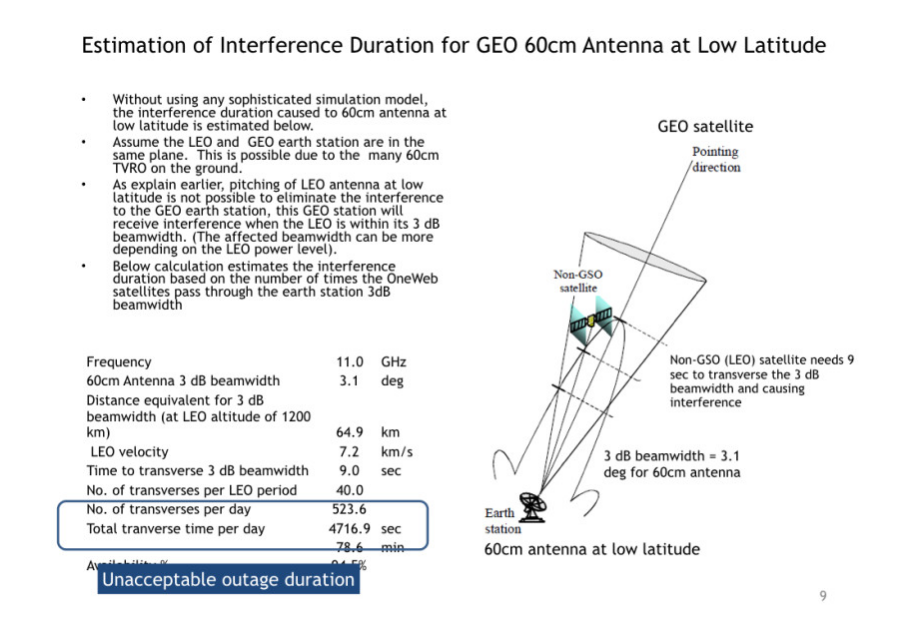 Estimation of Interference Duration for GEO 60cm Antenna at Low Latitude
• Without using any sophisticated simulation model,
the interference duration caused to 60cm antenna at
low latitude is estimated below.
• Assume the LEO and GEO earth station are in the
same plane. This is possible due to the many 60cm
TVRO on the ground.
• As explain earlier, pitching of LEO antenna at low
latitude is not possible to eliminate the interference
to the GEO earth station, this GEO station will
receive interference when the LEO is within its 3 dB
beamwidth. (The affected beamwidth can be more
depending on the LEO power level).
• Below calculation estimates the interference
duration based on the number of times the OneWeb
satellites pass through the earth station 3dB
beamwidth
Frequency 11.0 GHz
60cm Antenna 3 dB beamwidth 3.1 deg
Distance equivalent for 3 dB
beamwidth (at LEO altitude of 1200
km) 64.9 km
LEO velocity 7.2 km/s
Time to transverse 3 dB beamwidth 9.0 sec
No. of transverses per LEO period 40.0
No. of transverses per day 523.6
Total tranverse time per day 4716.9 sec
78.6 min
Unacceptable outage duration
GEO satellite
Pointing
direction
Non-GSO
satellite
Non-GSO (LEO) satellite needs 9
sec to transverse the 3 dB
beamwidth and causing
interference
3 dB beamwidth = 3.1
deg for 60cm antenna
Earth
station
60cm antenna at low latitude
9